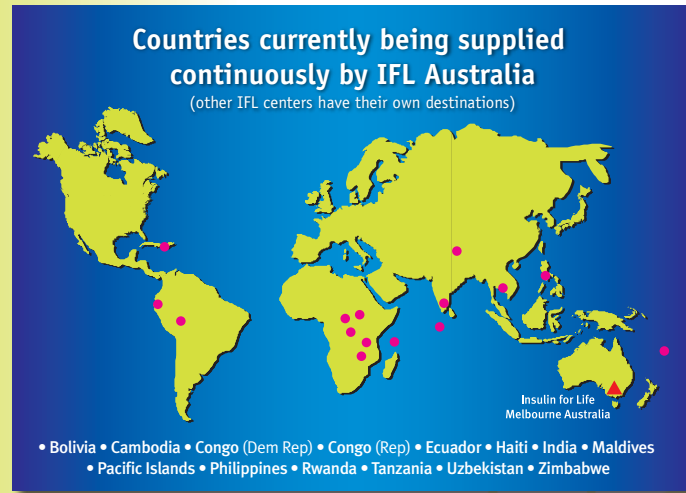 Countries currently being supplied
continuously by IFL Australia
(other IFL centers have their own destinations)
Insulin for Life
Melbourne Australia
• Bolivia • Cambodia • Congo (Dem Rep) • Congo (Rep) • Ecuador • Haiti • India • Maldives
• Pacific Islands • Philippines • Rwanda • Tanzania • Uzbekistan • Zimbabwe